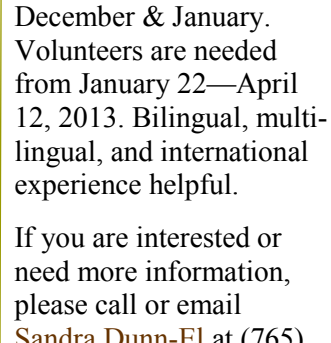 December & January.
Volunteers are needed
from January 22—April
12, 2013. Bilingual, multi-
lingual, and international
experience helpful.
If you are interested or
need more information,
please call or email
Sandra Dunn-El at (765)